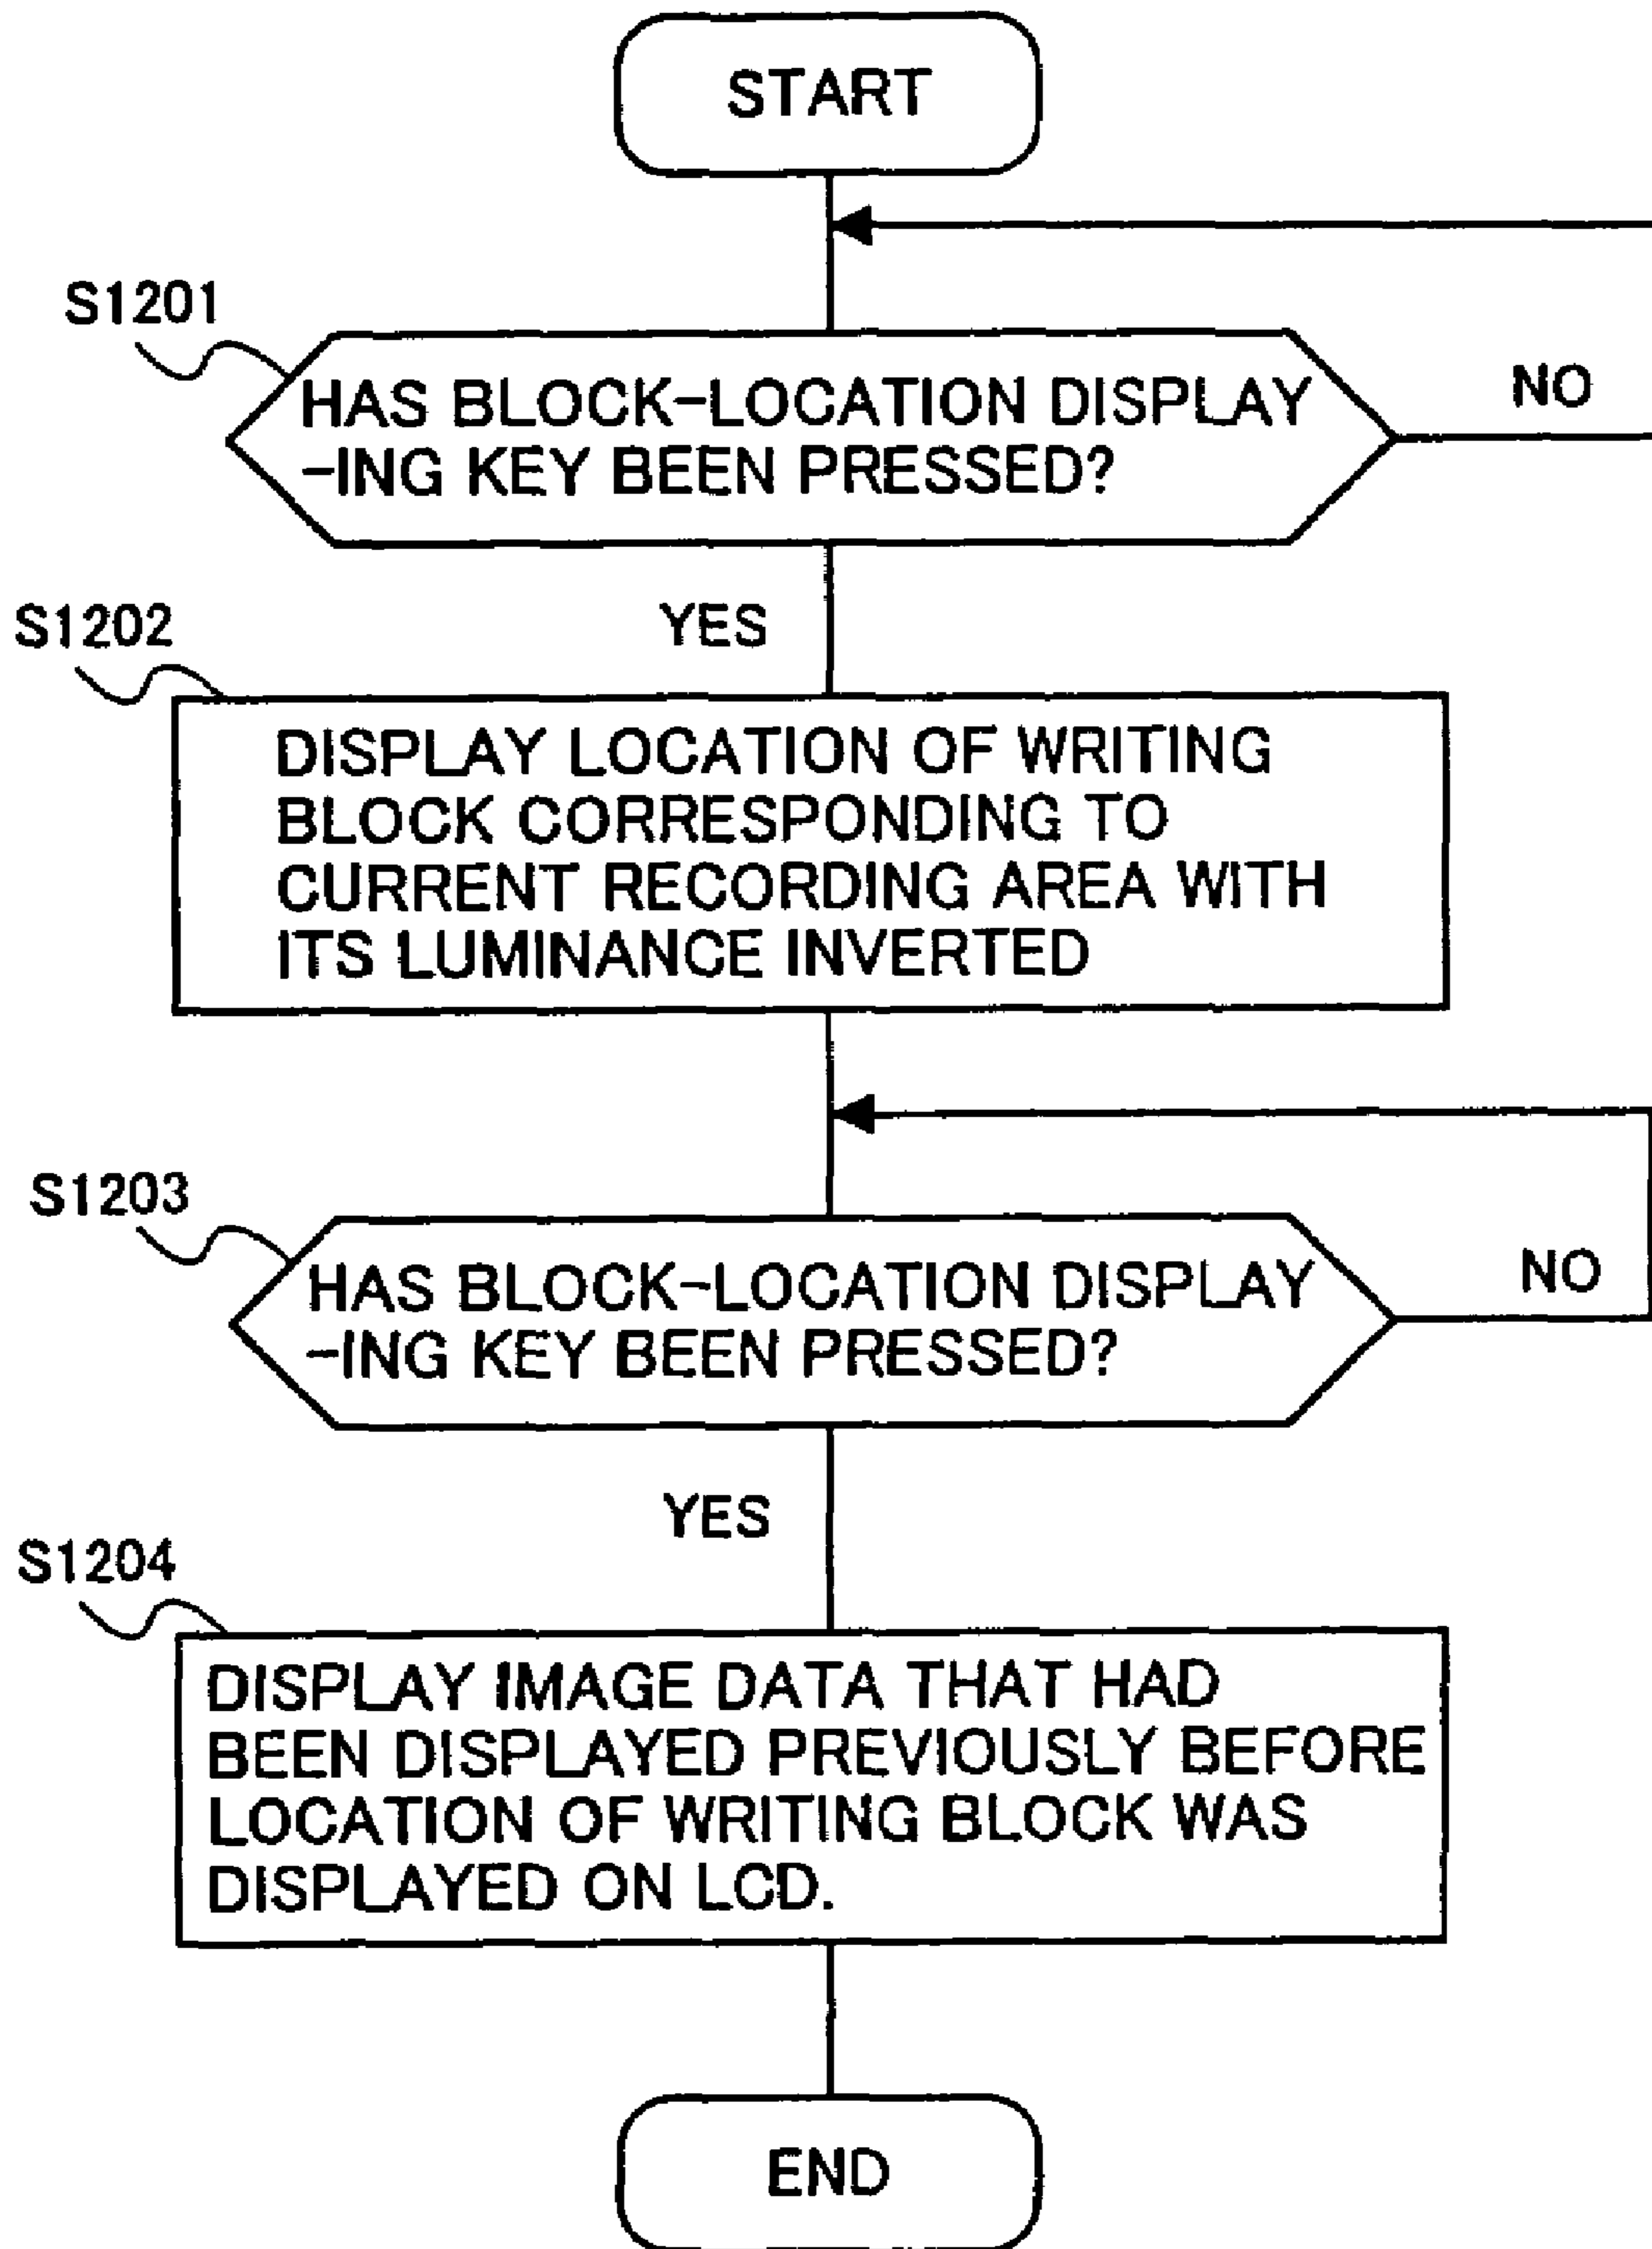 START
S1201
HAS BLOCK-LOCATION DISPLAY
-ING KEY BEEN PRESSED?
NO
YES
S1202
DISPLAY LOCATION OF WRITING
BLOCK CORRESPONDING TO
CURRENT RECORDING AREA WITH
ITS LUMINANCE INVERTED
S1203
HAS BLOCK-LOCATION DISPLAY
-ING KEY BEEN PRESSED?
NO
YES
S1204
DISPLAY IMAGE DATA THAT HAD
BEEN DISPLAYED PREVIOUSLY BEFORE
LOCATION OF WRITING BLOCK WAS
DISPLAYED ON LCD.
END